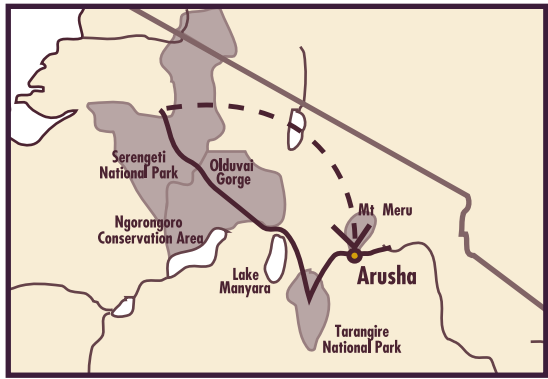 Serengeti
National Park
Olduvai
Gorge
Ngorongoro
Conservation Area
Mt Meru
Lake
Manyara
Arusha
Tarangire
National Park